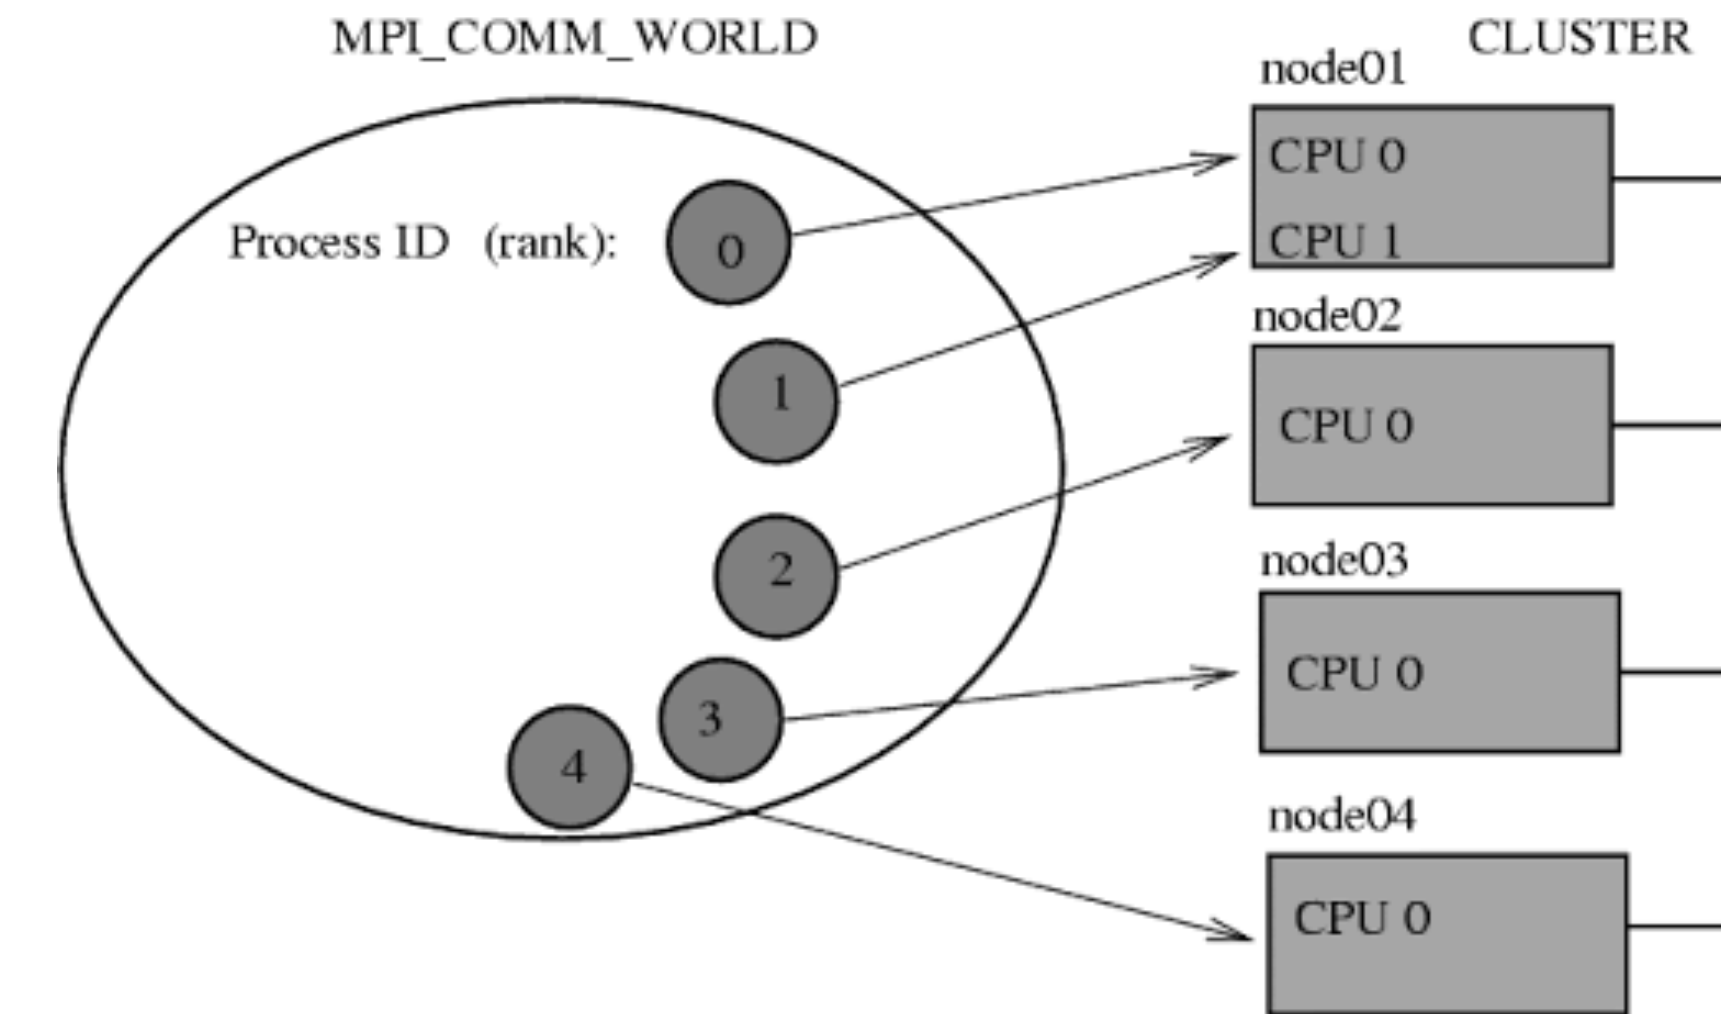 MPI_COMM_WORLD
CLUSTER
node01
CPU 0
CPU 1
Process ID (rank):
0
1
2
3
4
node02
CPU 0
node03
CPU 0
node04
CPU 0